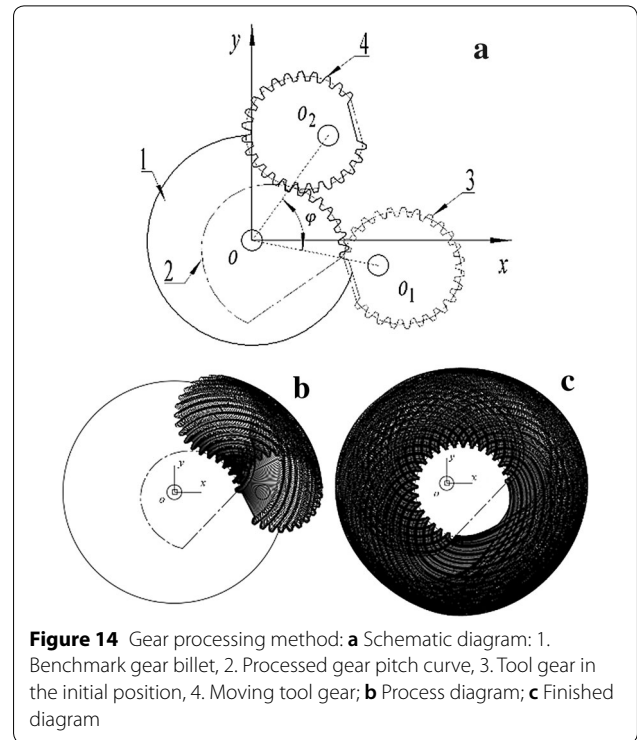 y
4
a
O2
1
3
φ
2
O
x
O1
b
c
y
x
o
y
x
o
Figure 14 Gear processing method: a Schematic diagram: 1.
Benchmark gear billet, 2. Processed gear pitch curve, 3. Tool gear in
the initial position, 4. Moving tool gear; b Process diagram; c Finished
diagram